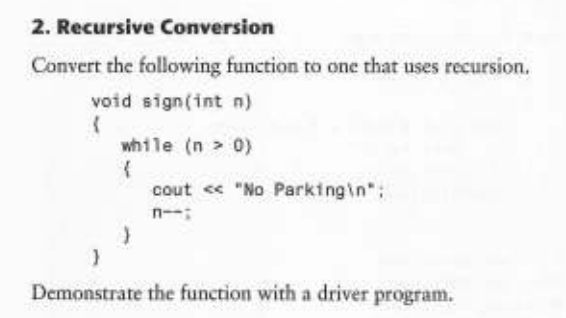 2. Recursive Conversion
Convert the following function to one that uses recursion.
void sign(int n)
{
while (n > 0)
{
cout << "No Parking\n";
n--;
}
}
Demonstrate the function with a driver program.